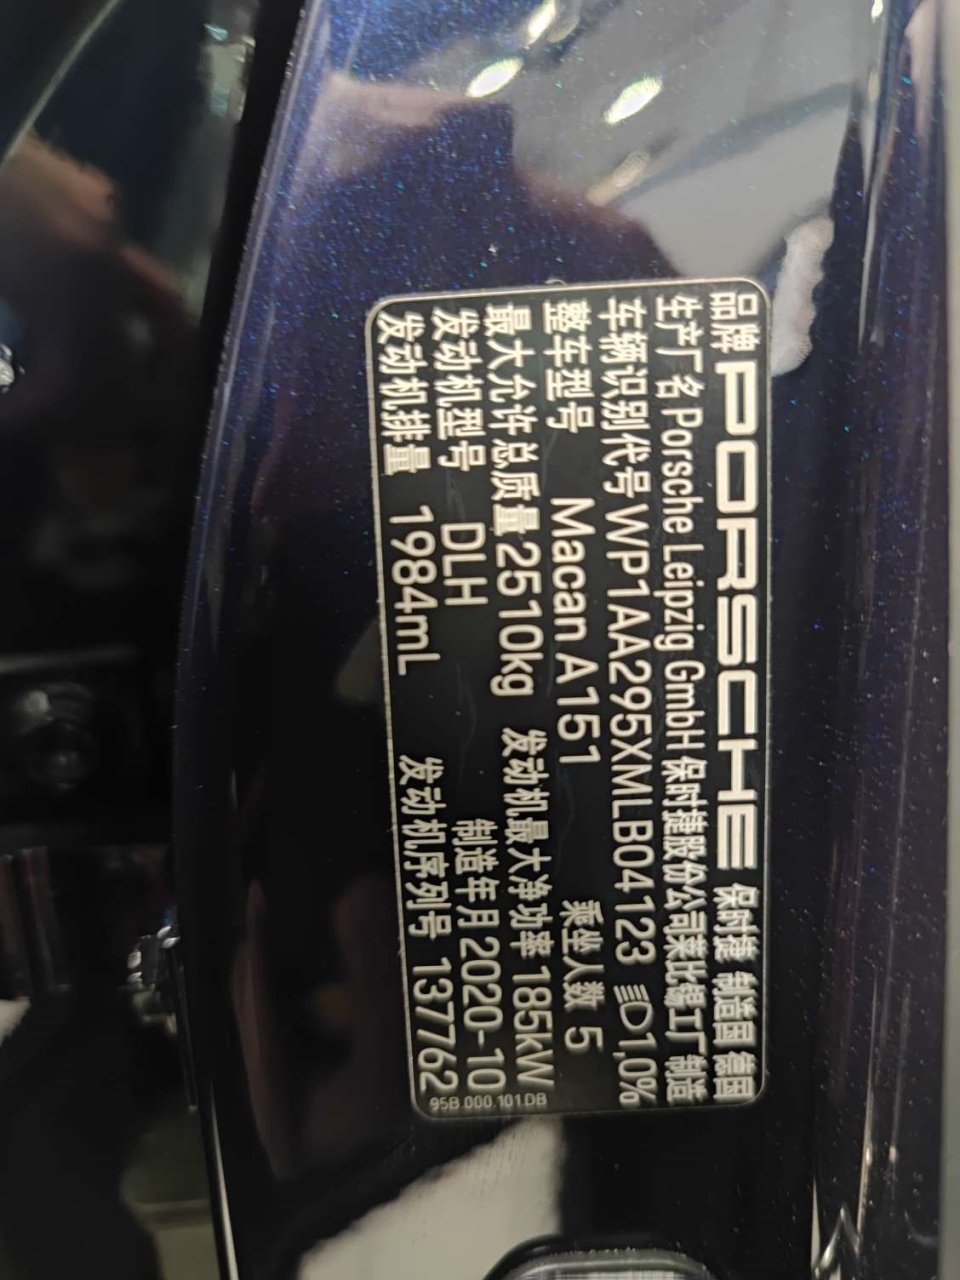 品牌 PORSCHE 保时捷 制造国 德国
生产厂名 Porsche Leipzig GmbH 保时捷股份公司莱比锡工厂 制造
车辆识别代号 WP1AA295XMLB04123 1,0%
整车型号 Macan A151 乘坐人数 5
最大允许总质量 2510kg 发动机最大净功率 185kW
发动机型号 DLH 制造年月 2020-10
发动机排量 1984mL 发动机序列号 137762
95B.000.101.DB